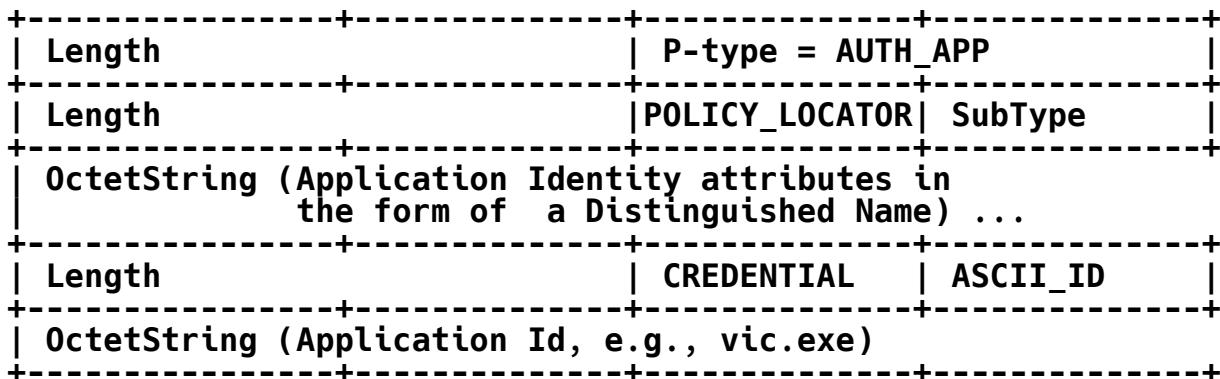 +----------------+--------------+--------------+--------------+
| Length                        | P-type = AUTH_APP           |
+----------------+--------------+--------------+--------------+
| Length                        |POLICY_LOCATOR| SubType      |
+----------------+--------------+--------------+--------------+
| OctetString (Application Identity attributes in
|              the form of  a Distinguished Name) ...
+----------------+--------------+--------------+--------------+
| Length                        | CREDENTIAL   | ASCII_ID     |
+----------------+--------------+--------------+--------------+
| OctetString (Application Id, e.g., vic.exe)
+----------------+--------------+--------------+--------------+